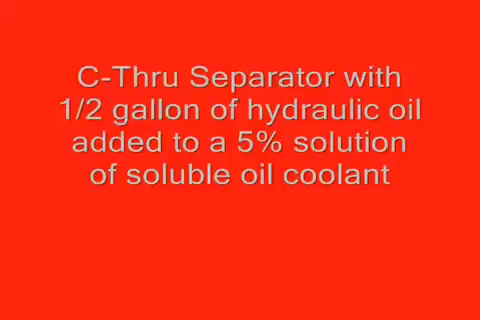 C-Thru Separator with
1/2 gallon of hydraulic oil
added to a 5% solution
of soluble oil coolant